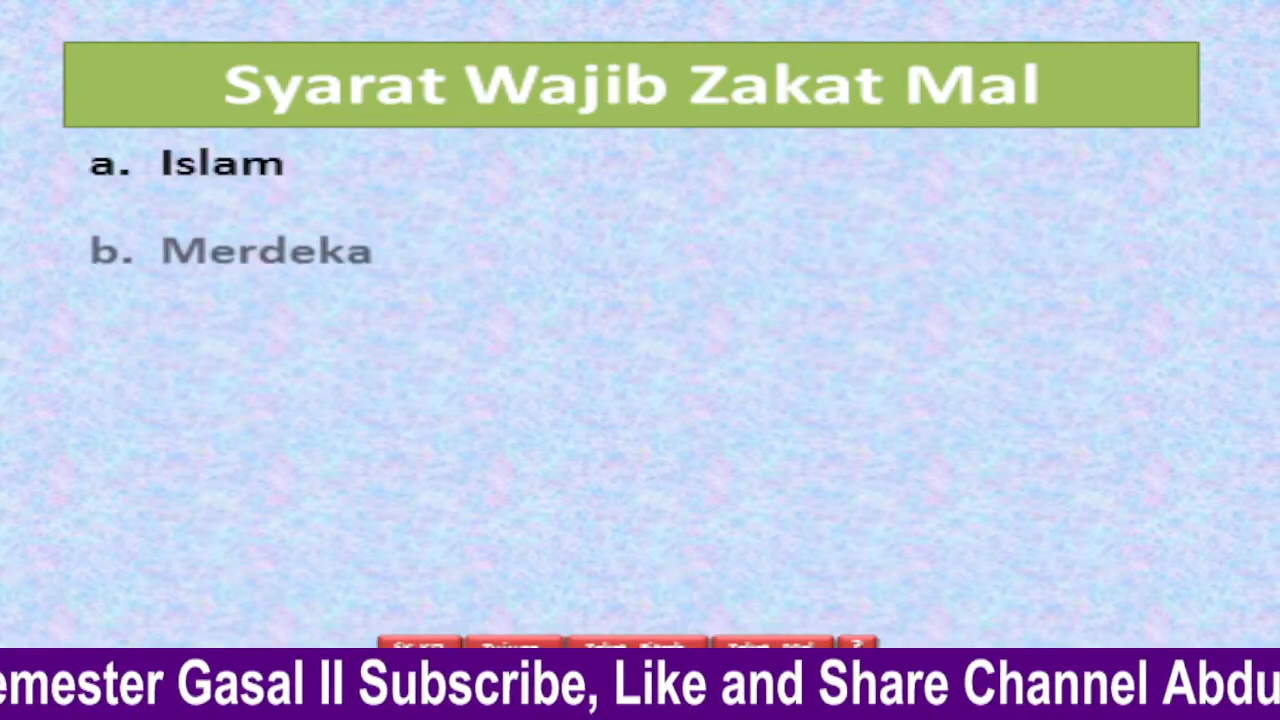 Syarat Wajib Zakat Mal
a. Islam
b. Merdeka
?
emester Gasal II Subscribe, Like and Share Channel Abdu